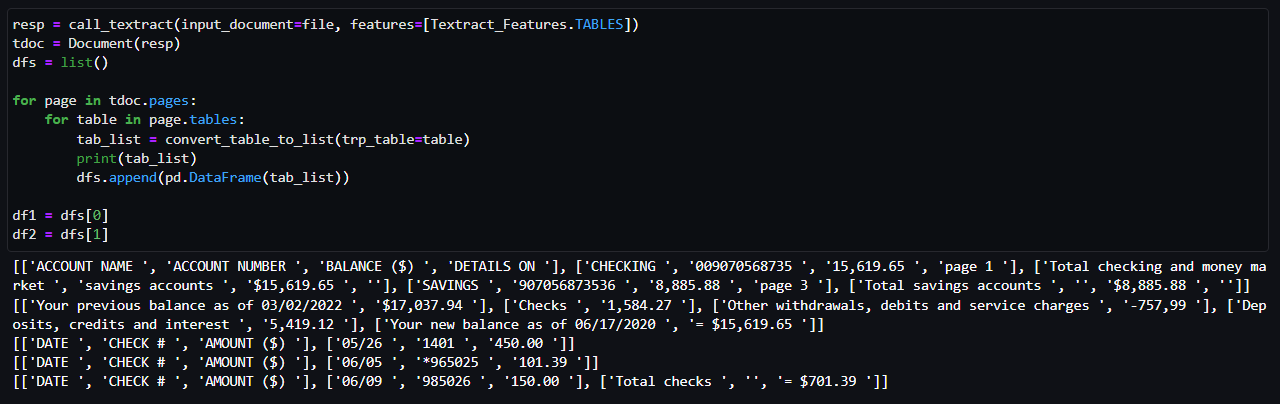 resp = call_textract(input_document=file, features=[Textract_Features.TABLES])
tdoc = Document(resp)
dfs = list()
for page in tdoc.pages:
    for table in page.tables:
        tab_list = convert_table_to_list(trp_table=table)
        print(tab_list)
        dfs.append(pd.DataFrame(tab_list))
df1 = dfs[0]
df2 = dfs[1]
[['ACCOUNT NAME ', 'ACCOUNT NUMBER ', 'BALANCE ($) ', 'DETAILS ON '], ['CHECKING ', '009070568735 ', '15,619.65 ', 'page 1 '], ['Total checking and money ma
rket ', 'savings accounts ', '$15,619.65 ', ''], ['SAVINGS ', '907056873536 ', '8,885.88 ', 'page 3 '], ['Total savings accounts ', '', '$8,885.88 ', '']]
[['Your previous balance as of 03/02/2022 ', '$17,037.94 '], ['Checks ', '1,584.27 '], ['Other withdrawals, debits and service charges ', '-757,99 '], ['Dep
osits, credits and interest ', '5,419.12 '], ['Your new balance as of 06/17/2020 ', '= $15,619.65 ']]
[['DATE ', 'CHECK # ', 'AMOUNT ($) '], ['05/26 ', '1401 ', '450.00 ']]
[['DATE ', 'CHECK # ', 'AMOUNT ($) '], ['06/05 ', '*965025 ', '101.39 ']]
[['DATE ', 'CHECK # ', 'AMOUNT ($) '], ['06/09 ', '985026 ', '150.00 '], ['Total checks ', '', '= $701.39 ']]